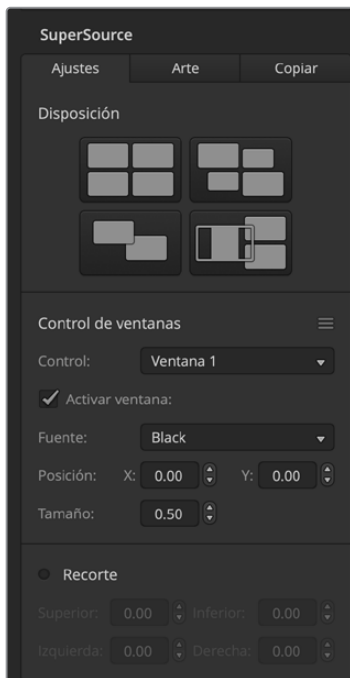 SuperSource
Ajustes Arte Copiar
Disposición
Control de ventanas
Control: Ventana 1
Activar ventana:
Fuente: Black
Posición: X: 0.00 Y: 0.00
Tamaño: 0.50
Recorte
Superior: 0.00 Inferior: 0.00
Izquierda: 0.00 Derecha: 0.00